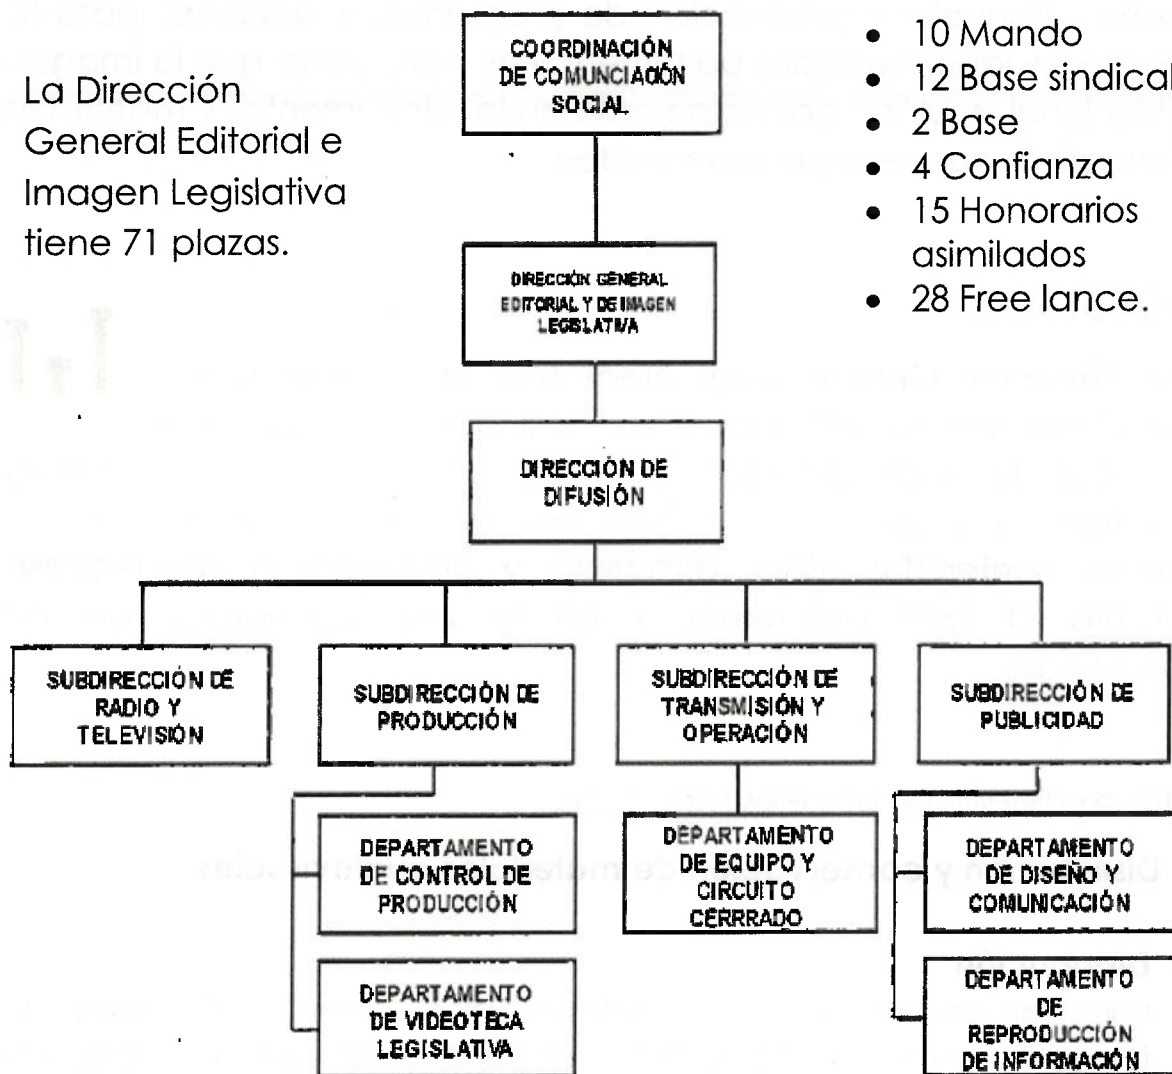 La Dirección
General Editorial e
Imagen Legislativa
tiene 71 plazas.
COORDINACIÓN
DE COMUNCIACIÓN
SOCIAL
• 10 Mando
• 12 Base sindical
• 2 Base
• 4 Confianza
• 15 Honorarios
asimilados
• 28 Free lance.
DIRECCIÓN GENERAL
EDITORIAL Y DE IMAGEN
LEGISLATIVA
DIRECCIÓN DE
DIFUSIÓN
SUBDIRECCIÓN DE
RADIO Y
TELEVISIÓN
SUBDIRECCIÓN DE
PRODUCCIÓN
SUBDIRECCIÓN DE
TRANSMISIÓN Y
OPERACIÓN
SUBDIRECCIÓN DE
PUBLICIDAD
DEPARTAMENTO
DE CONTROL DE
PRODUCCIÓN
DEPARTAMENTO
DE EQUIPO Y
CIRCUITO
CERRRADO
DEPARTAMENTO
DE DISEÑO Y
COMUNICACIÓN
DEPARTAMENTO
DE VIDEOTECA
LEGISLATIVA
DEPARTAMENTO
DE
REPRODUCCIÓN
DE INFORMACIÓN